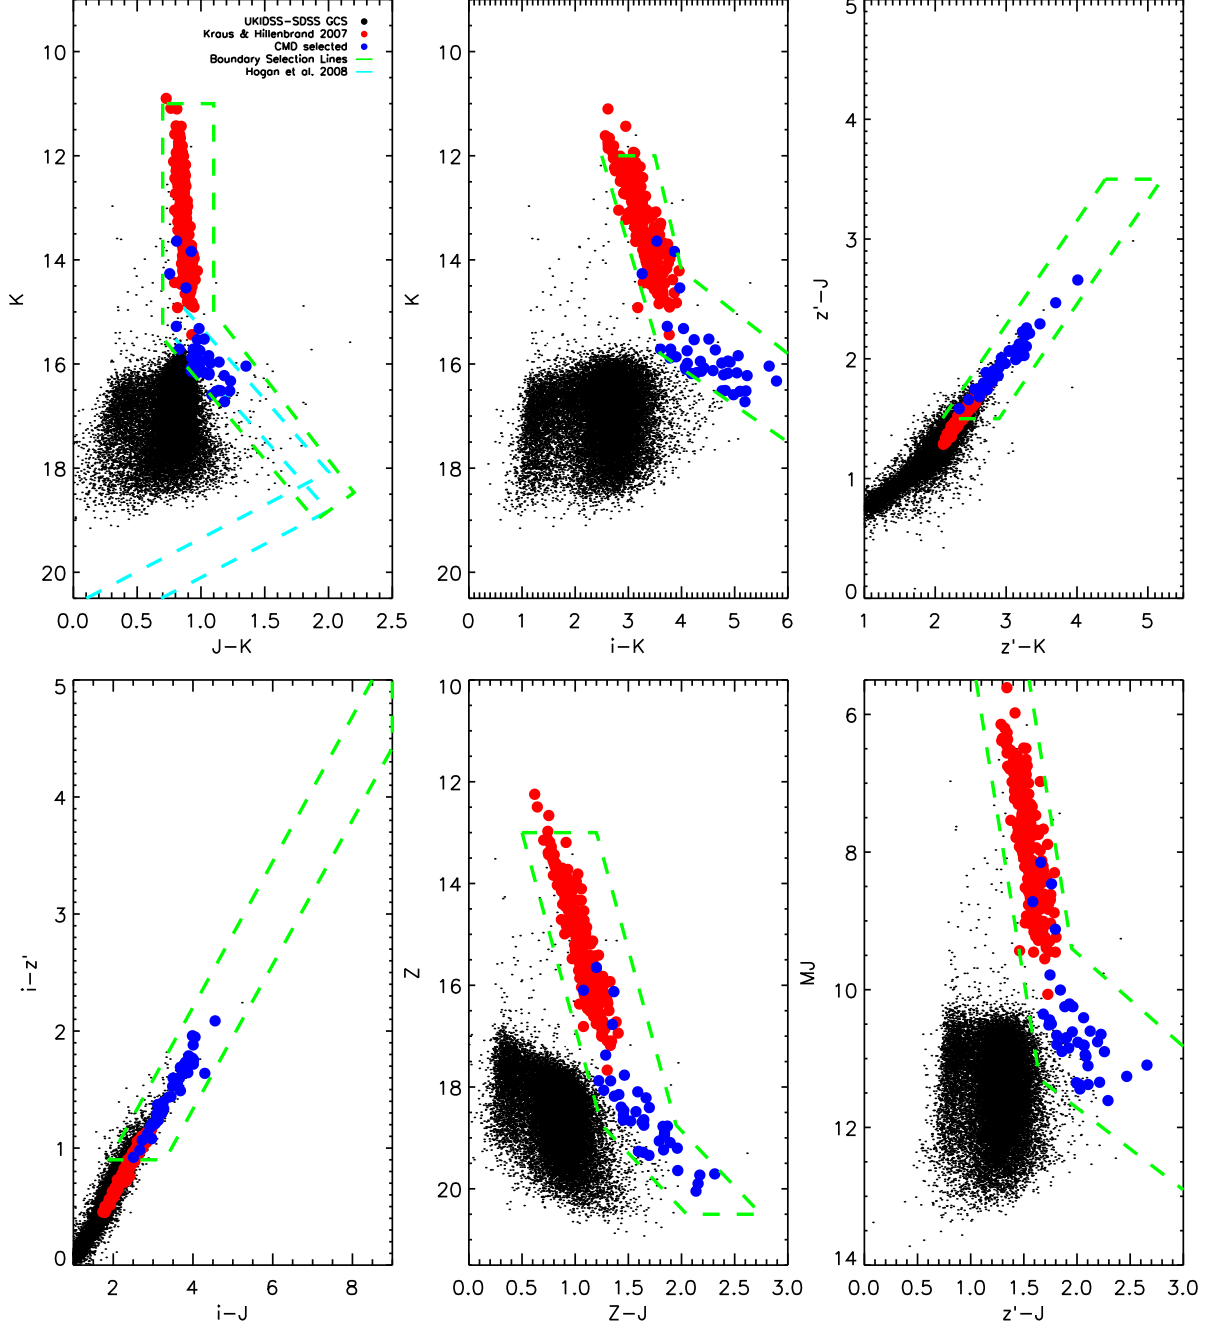 UKIDSS-SDSS GCS
Kraus & Hillenbrand 2007
CMD selected
Boundary Selection Lines
Hogan et al. 2008
10
12
14
16
18
20
K
0.0 0.5 1.0 1.5 2.0 2.5
J-K
10
12
14
16
18
20
K
0 1 2 3 4 5 6
i-K
5
4
3
2
1
0
z'-J
1 2 3 4 5
z'-K
5
4
3
2
1
0
i-z'
2 4 6 8
i-J
10
12
14
16
18
20
Z
0.0 0.5 1.0 1.5 2.0 2.5 3.0
Z-J
6
8
10
12
14
MJ
0.0 0.5 1.0 1.5 2.0 2.5 3.0
z'-J